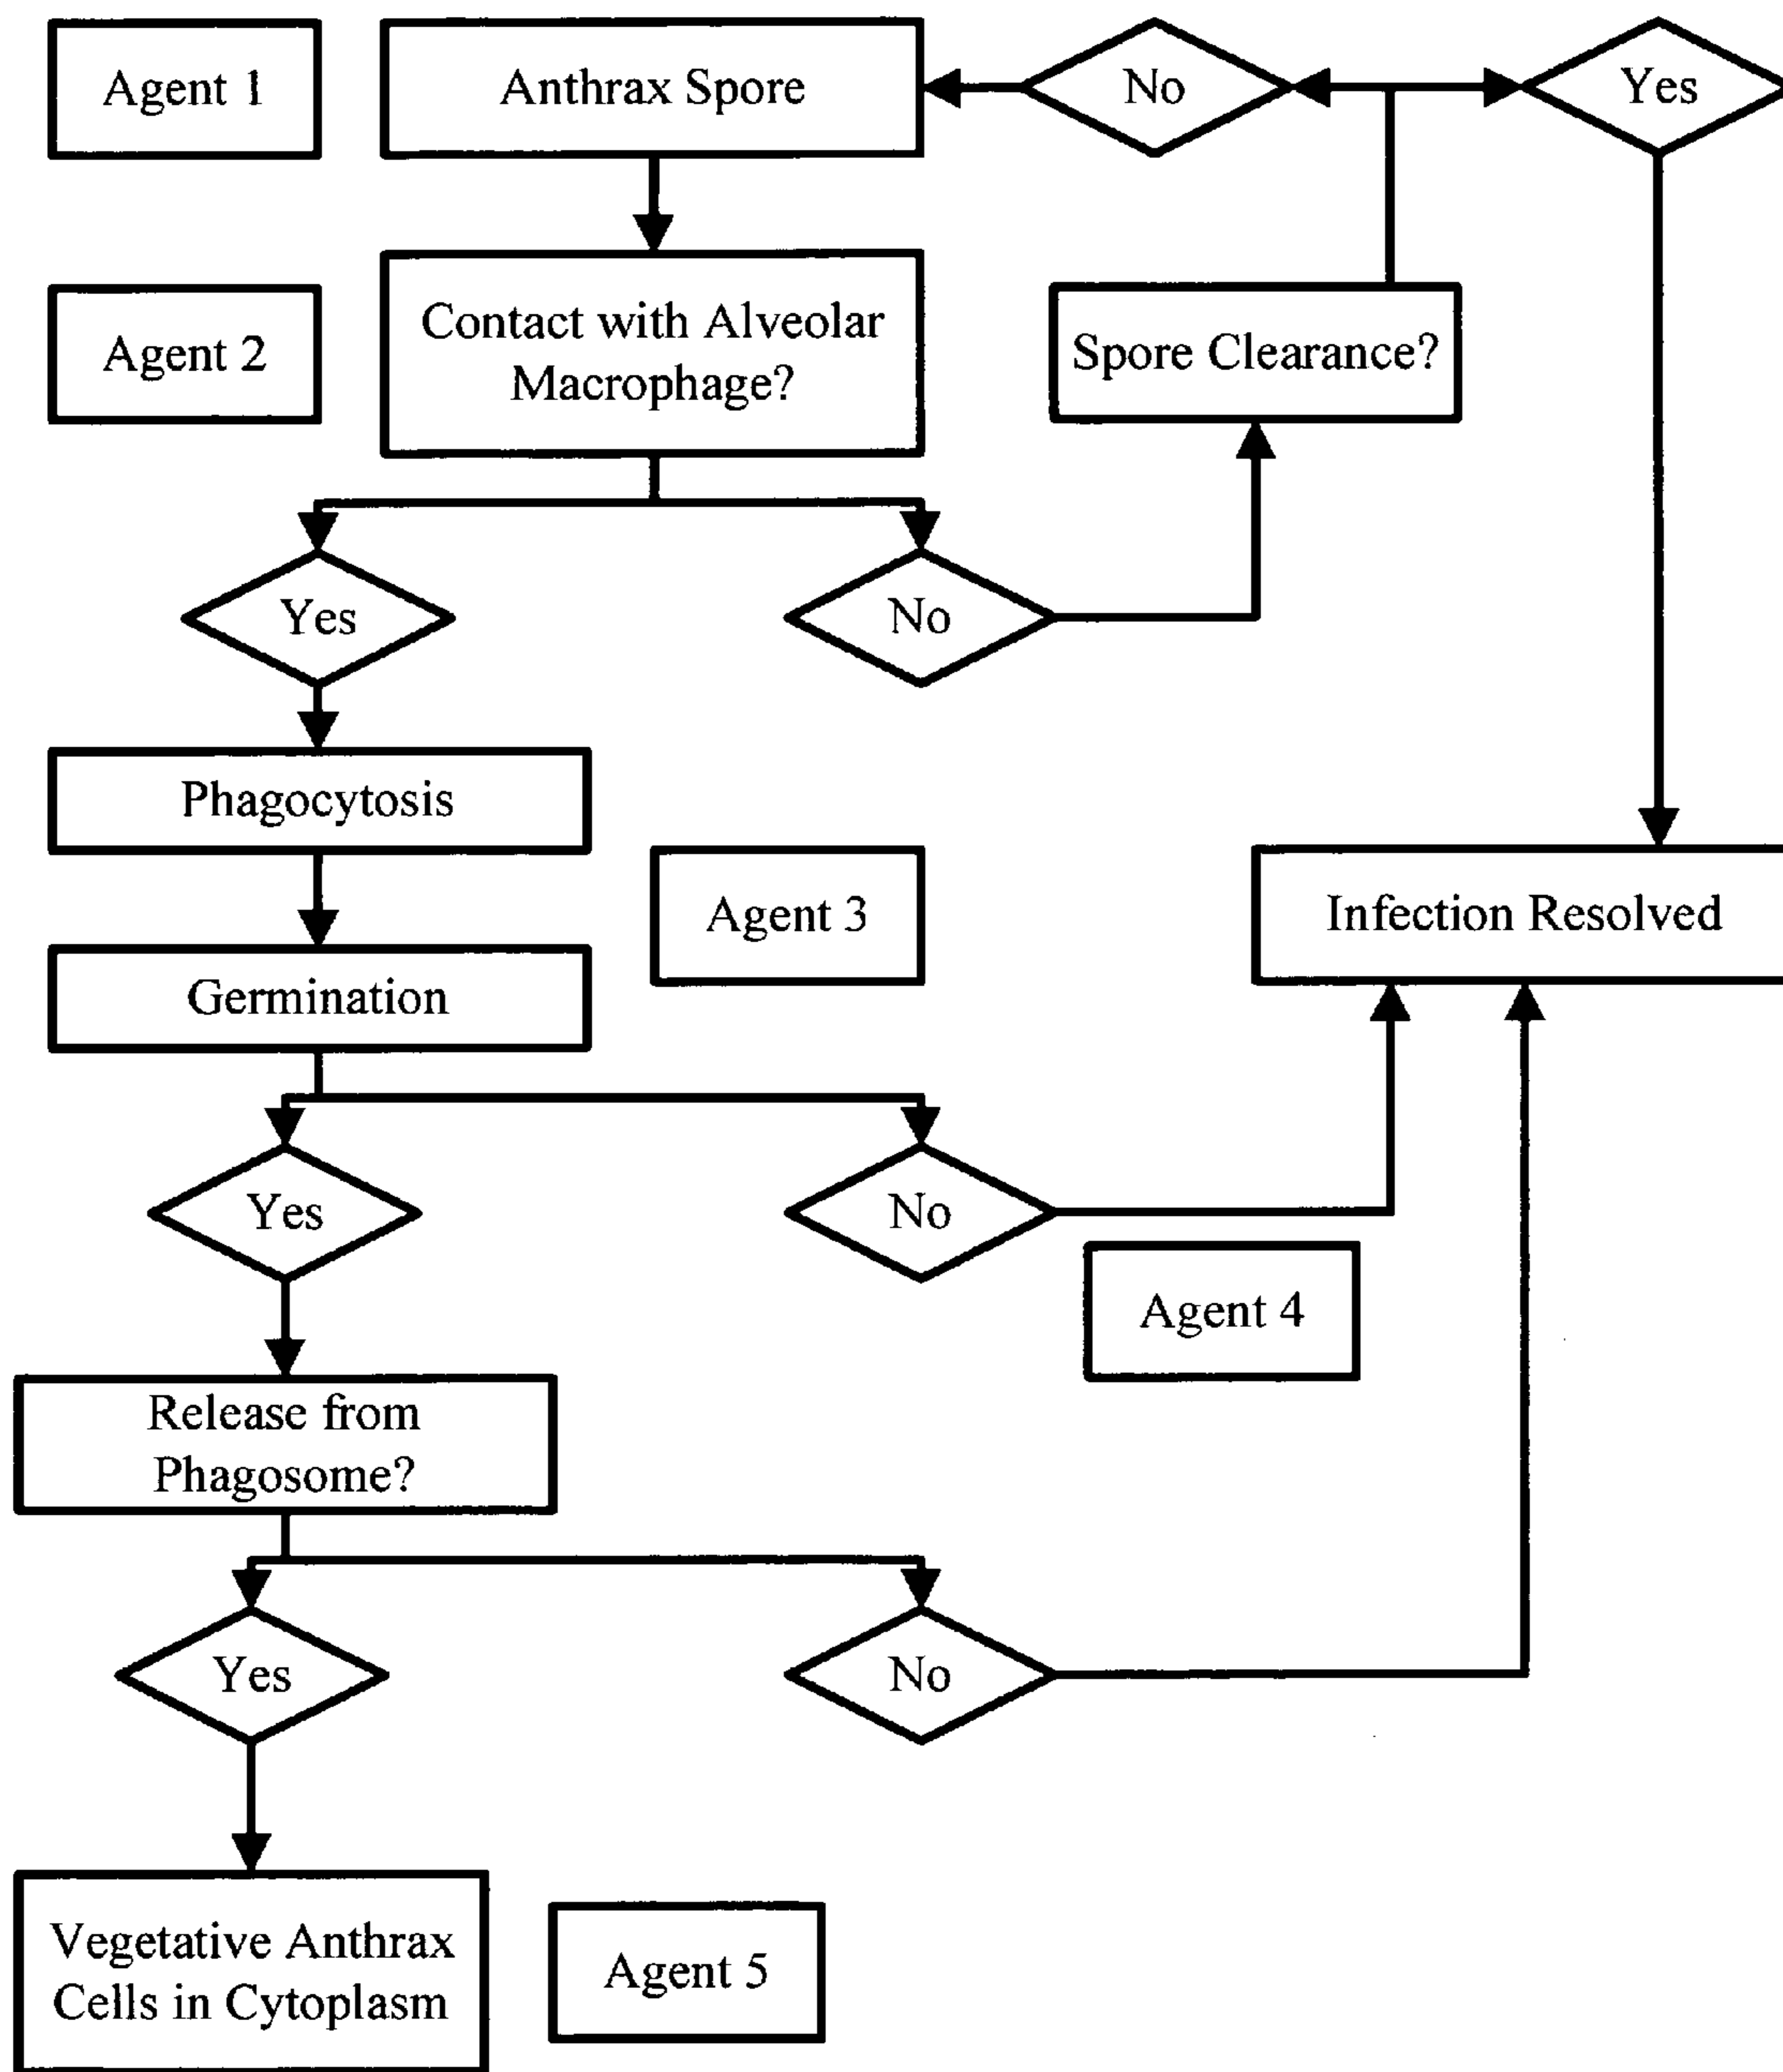 Agent 1
Anthrax Spore
No
Yes
Agent 2
Contact with Alveolar
Macrophage?
Spore Clearance?
Yes
No
Phagocytosis
Agent 3
Infection Resolved
Germination
Yes
No
Agent 4
Release from
Phagosome?
Yes
No
Vegetative Anthrax
Cells in Cytoplasm
Agent 5